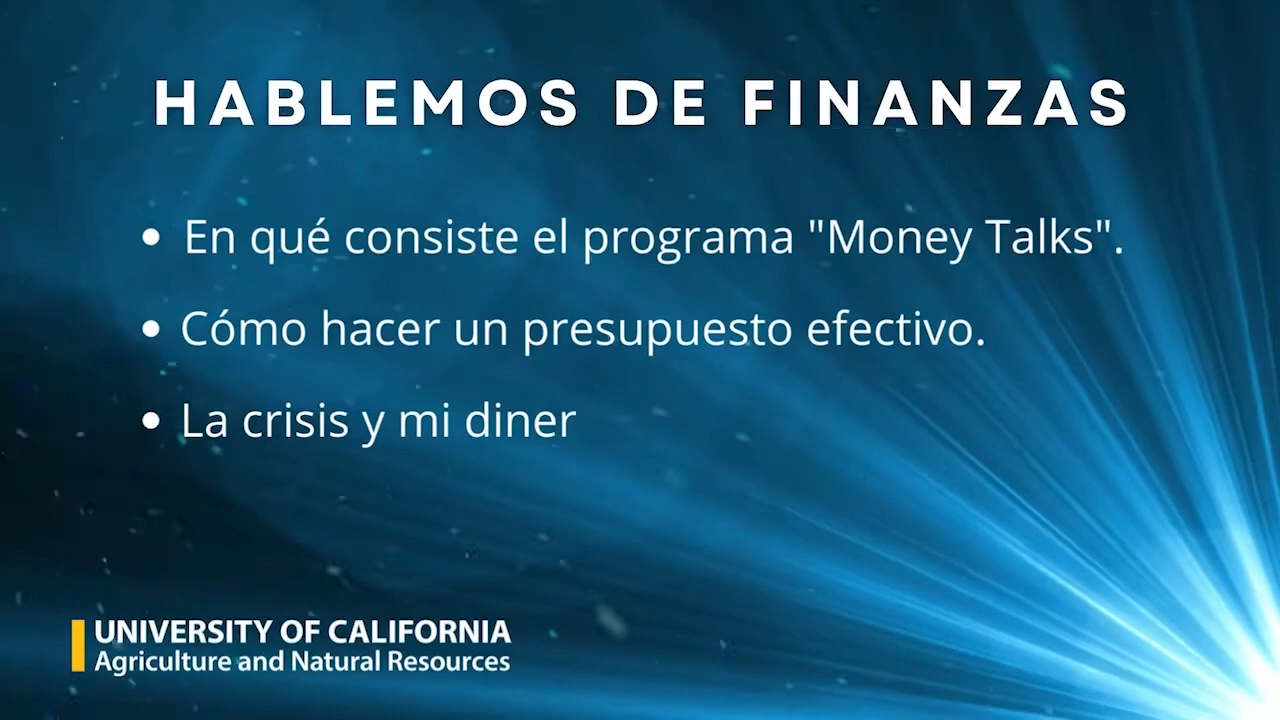 HABLEMOS DE FINANZAS
• En qué consiste el programa "Money Talks".
• Cómo hacer un presupuesto efectivo.
• La crisis y mi diner
UNIVERSITY OF CALIFORNIA
Agriculture and Natural Resources